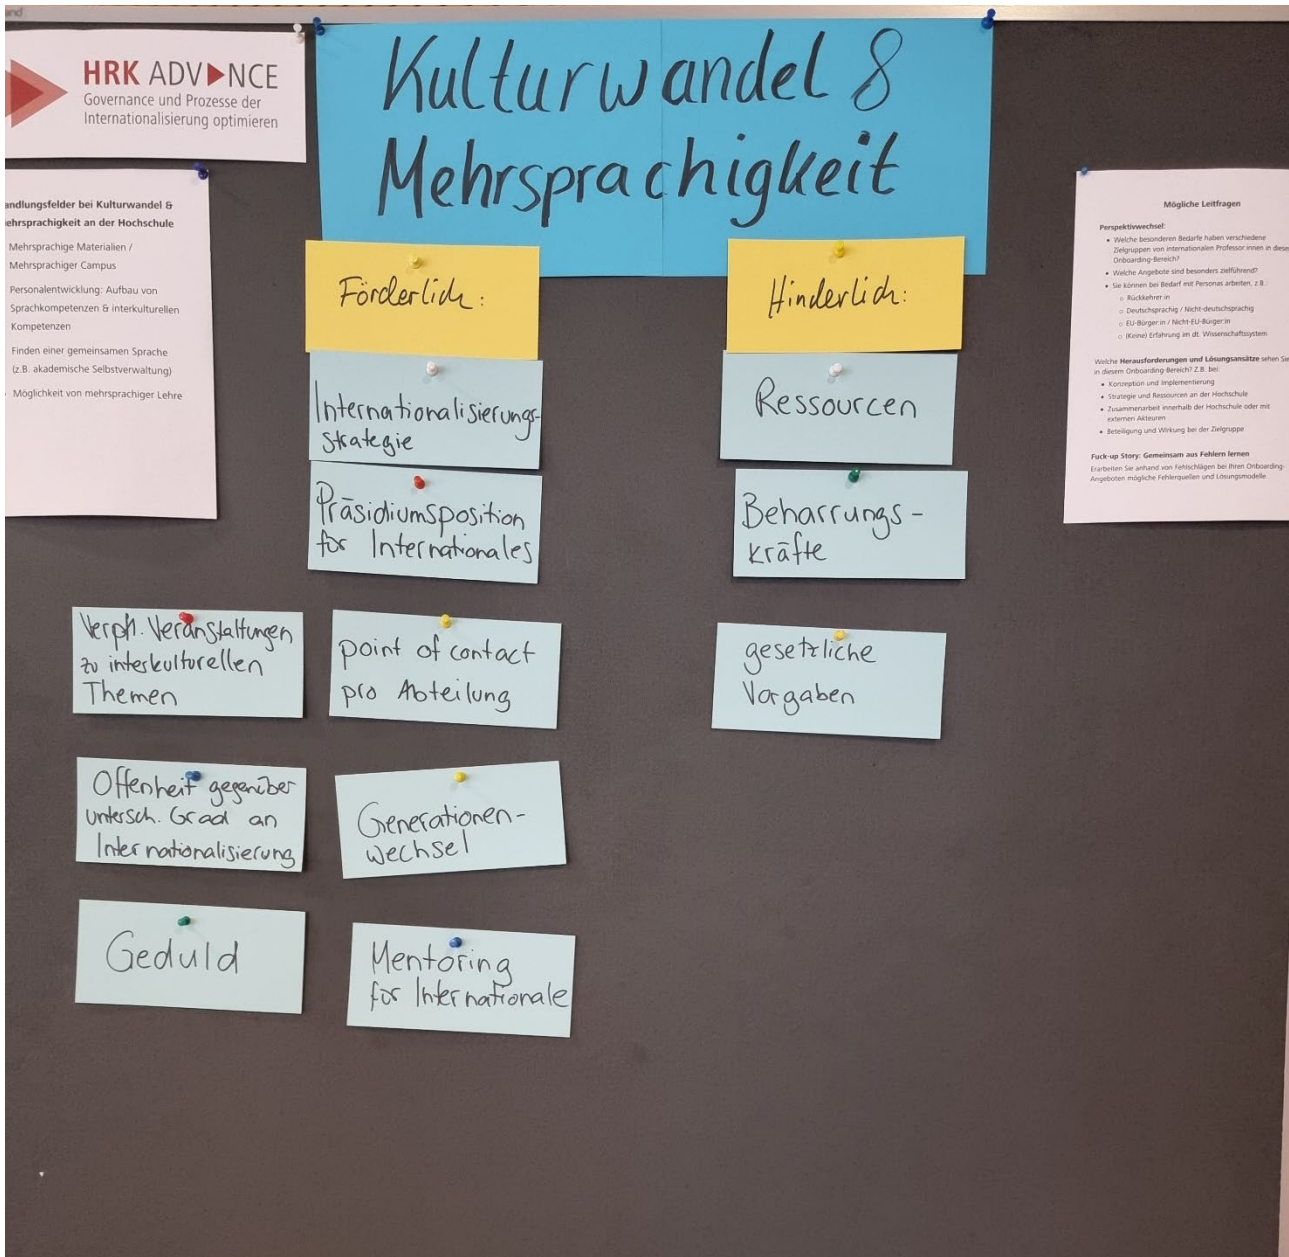 HRK ADVANCE
Governance und Prozesse der
Internationalisierung optimieren
Kulturwandel &
Mehrsprachigkeit
andlungsfelder bei Kulturwandel &
ehrsprachigkeit an der Hochschule
Mehrsprachige Materialien /
Mehrsprachiger Campus
Personalentwicklung: Aufbau von
Sprachkompetenzen & interkulturellen
Kompetenzen
Finden einer gemeinsamen Sprache
(z.B. akademische Selbstverwaltung)
Möglichkeit von mehrsprachiger Lehre
Förderlich:
Internationalisierungs-
strategie
Präsidiumsposition
für Internationales
Verpfl. Veranstaltungen
zu interkulturellen
Themen
point of contact
pro Abteilung
Offenheit gegenüber
untersch. Grad an
Internationalisierung
Generationen-
wechsel
Geduld
Mentoring
für Internationale
Hinderlich:
Ressourcen
Beharrungs-
kräfte
gesetzliche
Vorgaben
Mögliche Leitfragen
Perspektivwechsel:
• Welche besonderen Bedarfe haben verschiedene
Zielgruppen von internationalen Professor:innen in diese
Onboarding-Bereich?
• Welche Angebote sind besonders zielführend?
• Sie können bei Bedarf mit Personas arbeiten, z.B.
○ Rückkehrer:in
○ Deutschsprachig / Nicht-deutschsprachig
○ EU-Bürger:in / Nicht-EU-Bürger:in
○ (Keine) Erfahrung im dt. Wissenschaftssystem
Welche Herausforderungen und Lösungsansätze sehen Sie
in diesem Onboarding-Bereich? Z.B. bei:
• Konzeption und Implementierung
• Strategie und Ressourcen an der Hochschule
• Zusammenarbeit innerhalb der Hochschule oder mit
externen Akteuren
• Beteiligung und Wirkung bei der Zielgruppe
Fuck-up Story: Gemeinsam aus Fehlern lernen
Erarbeiten Sie anhand von Fehlschlägen bei Ihren Onboarding-
Angeboten mögliche Fehlerquellen und Lösungsmodelle